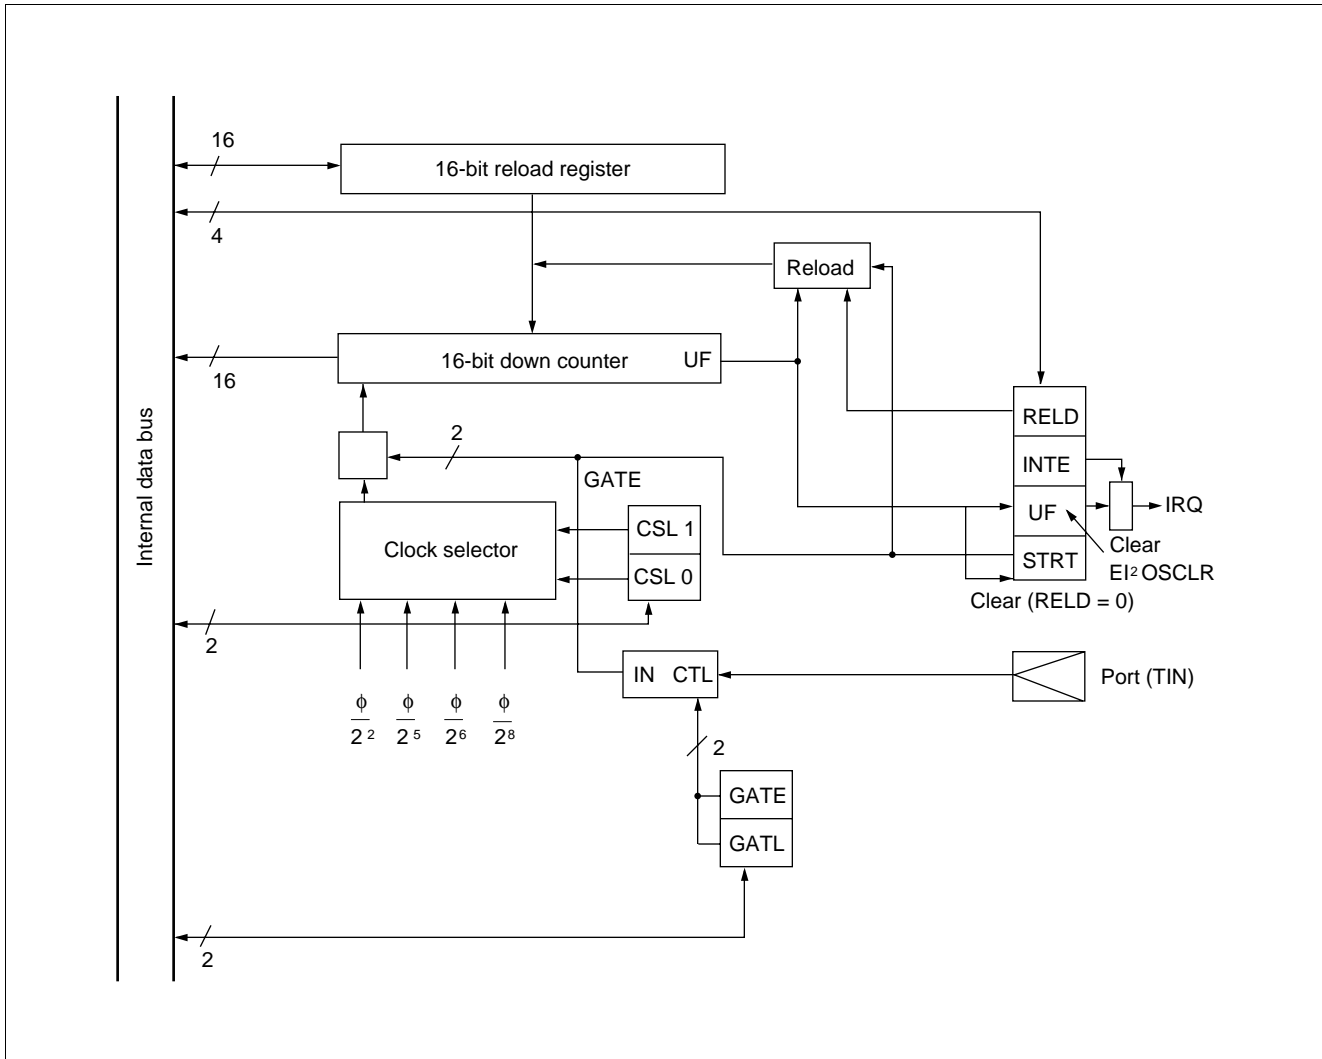 16
16-bit reload register
4
Reload
16-bit down counter UF
16
Internal data bus
RELD
2
GATE
INTE
UF
IRQ
CSL 1
Clock selector
CSL 0
STRT
Clear
EI² OSCLR
Clear (RELD = 0)
2
IN CTL
Port (TIN)
ϕ ϕ ϕ ϕ
2² 2⁵ 2⁶ 2⁸
2
GATE
GATL
2